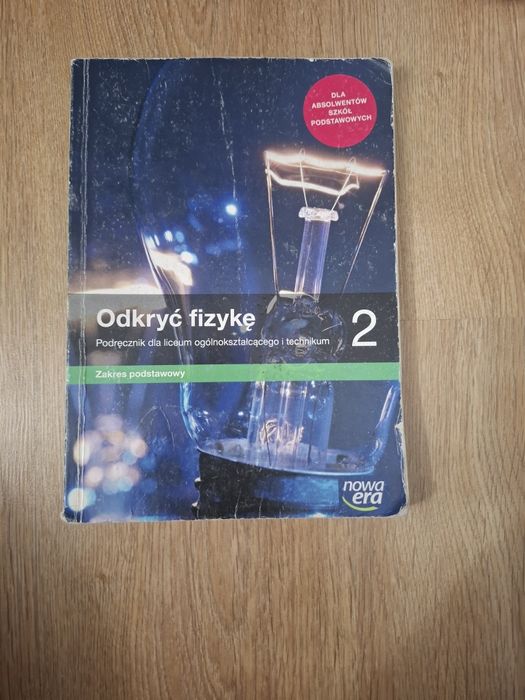 DLA
ABSOLWENTÓW
SZKÓŁ
PODSTAWOWYCH
Odkryć fizykę
Podręcznik dla liceum ogólnokształcącego i technikum
2
Zakres podstawowy
nowa
era